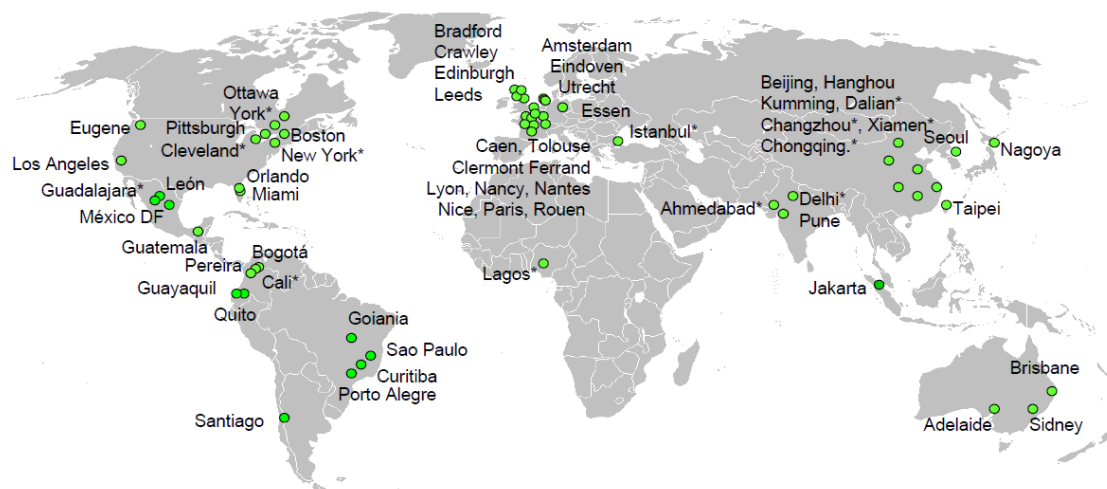 Bradford
Crawley
Edinburgh
Leeds
Amsterdam
Eindoven
Utrecht
Essen
Ottawa
York*
Eugene
Pittsburgh
Boston
Cleveland*
New York*
Los Angeles
Orlando
Miami
Guadalajara*
León
México DF
Guatemala
Bogotá
Pereira
Cali*
Guayaquil
Quito
Goiania
Sao Paulo
Curitiba
Porto Alegre
Santiago
Istanbul*
Caen, Tolouse
Clermont Ferrand
Lyon, Nancy, Nantes
Nice, Paris, Rouen
Lagos*
Beijing, Hanghou
Kumming, Dalian*
Changzhou*, Xiamen*
Chongqing.*
Seoul
Nagoya
Ahmedabad*
Delhi*
Pune
Taipei
Jakarta
Brisbane
Adelaide
Sidney